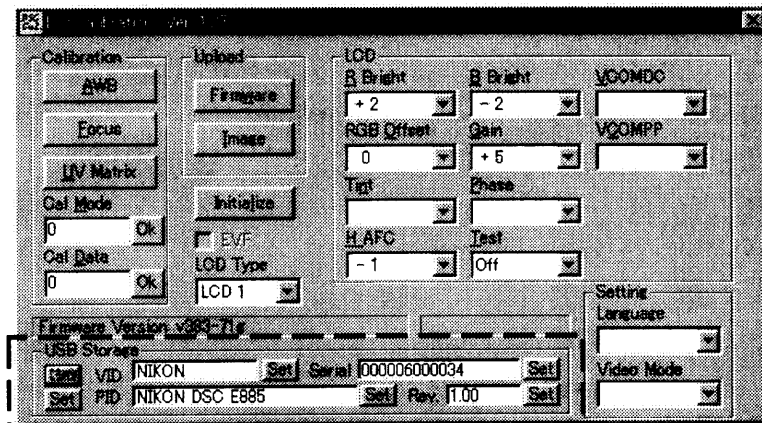 Calibration
AWB
Focus
UV Matrix
Cal Mode
0 Ok
Cal Data
0 Ok
Upload
Firmware
Image
Initialize
EVF
LCD Type
LCD 1
LCD
R Bright B Bright VCOMDC
+ 2 - 2
RGB Offset Gain VCOMPP
0 + 5
Tint Phase
H_AFC Test
- 1 Off
Firmware Version v383-71g
Setting
Language
Video Mode
USB Storage
VID NIKON Set Serial 000006000034 Set
Set PID NIKON DSC E885 Set Rev. 1.00 Set